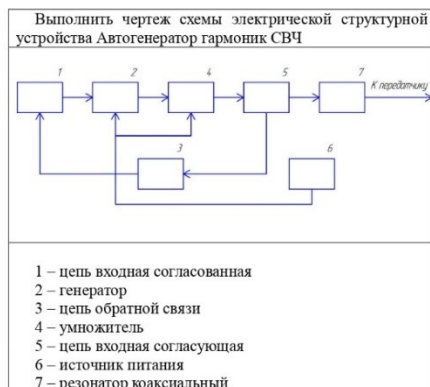 Выполнить чертеж схемы электрической структурной
устройства Автогенератор гармоник СВЧ
1 2 4 5 7
К передатчику
3 6
1 – цепь входная согласованная
2 – генератор
3 – цепь обратной связи
4 – умножитель
5 – цепь входная согласующая
6 – источник питания
7 – резонатор коаксиальный